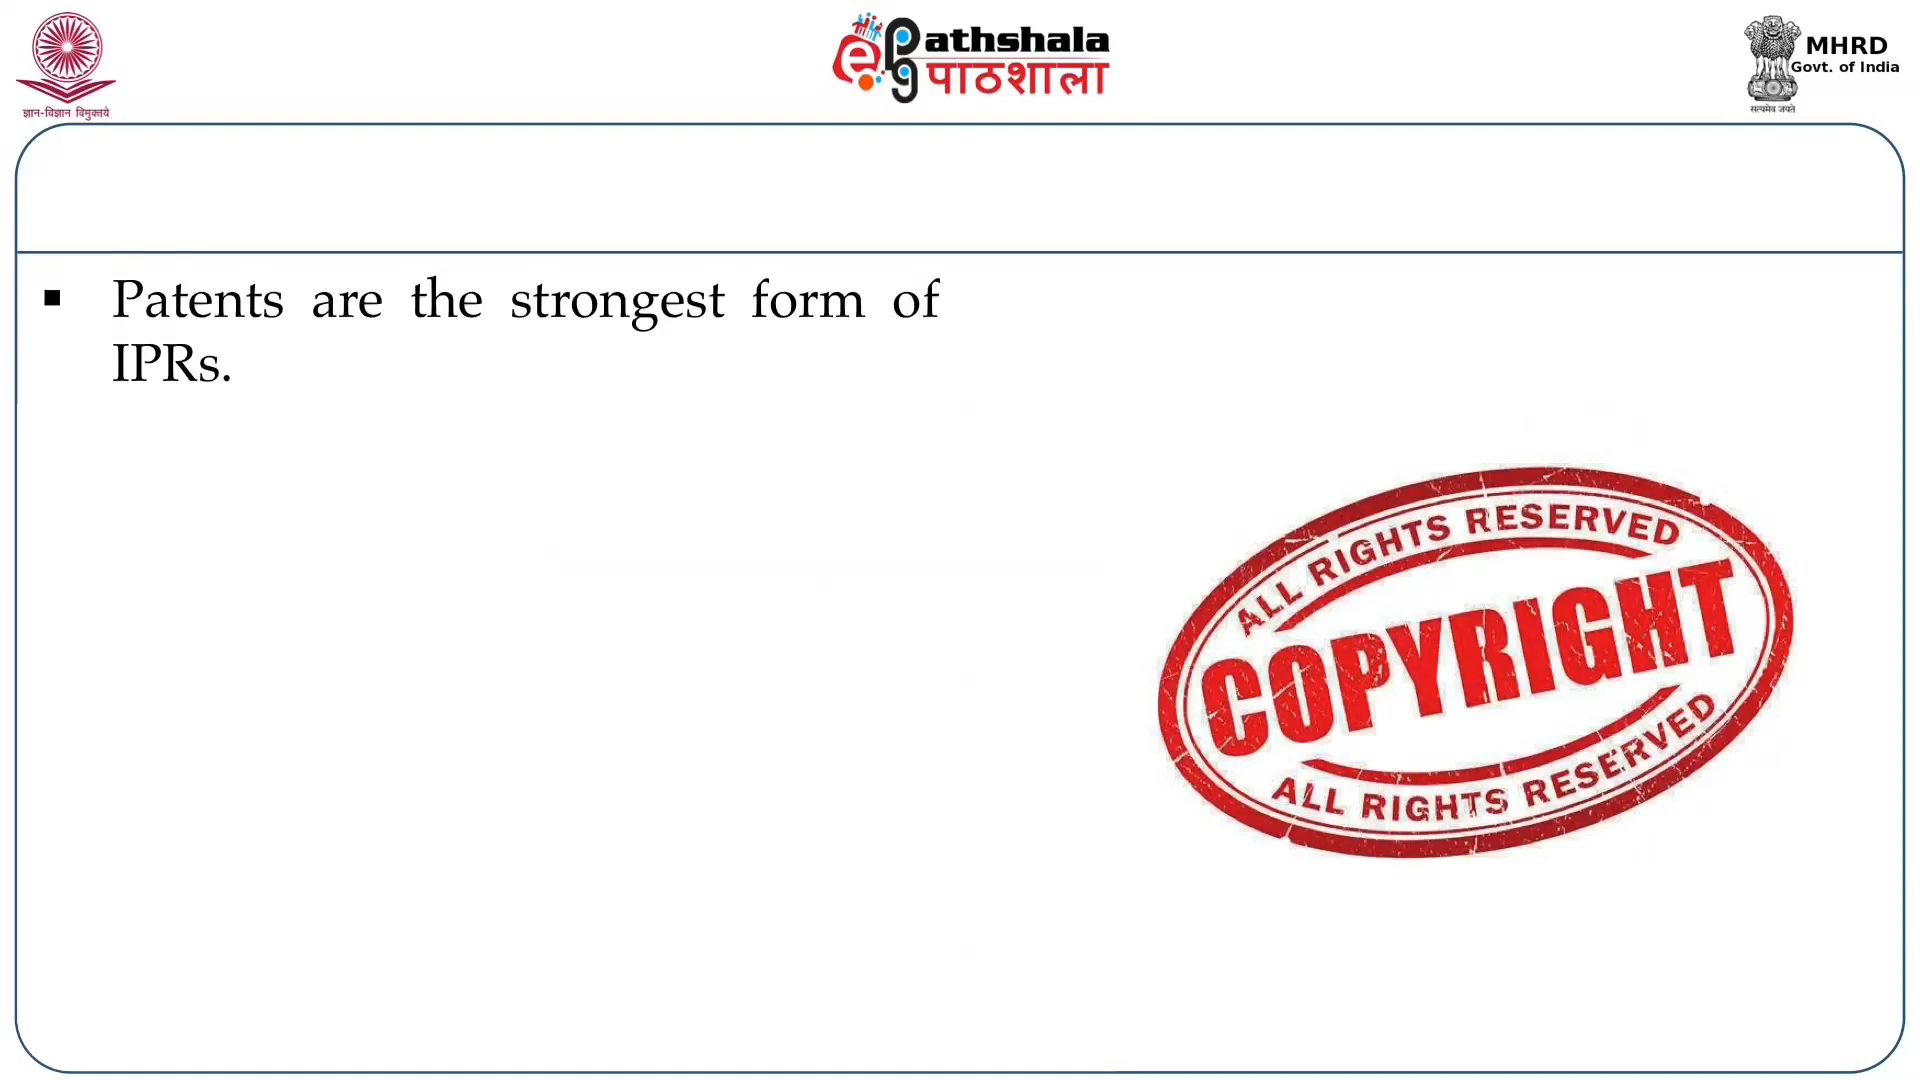 ज्ञान-विज्ञान विमुक्तये
e
Pathshala
पाठशाला
MHRD
Govt. of India
सत्यमेव जयते
▪ Patents are the strongest form of
IPRs.
ALL RIGHTS RESERVED
COPYRIGHT
ALL RIGHTS RESERVED